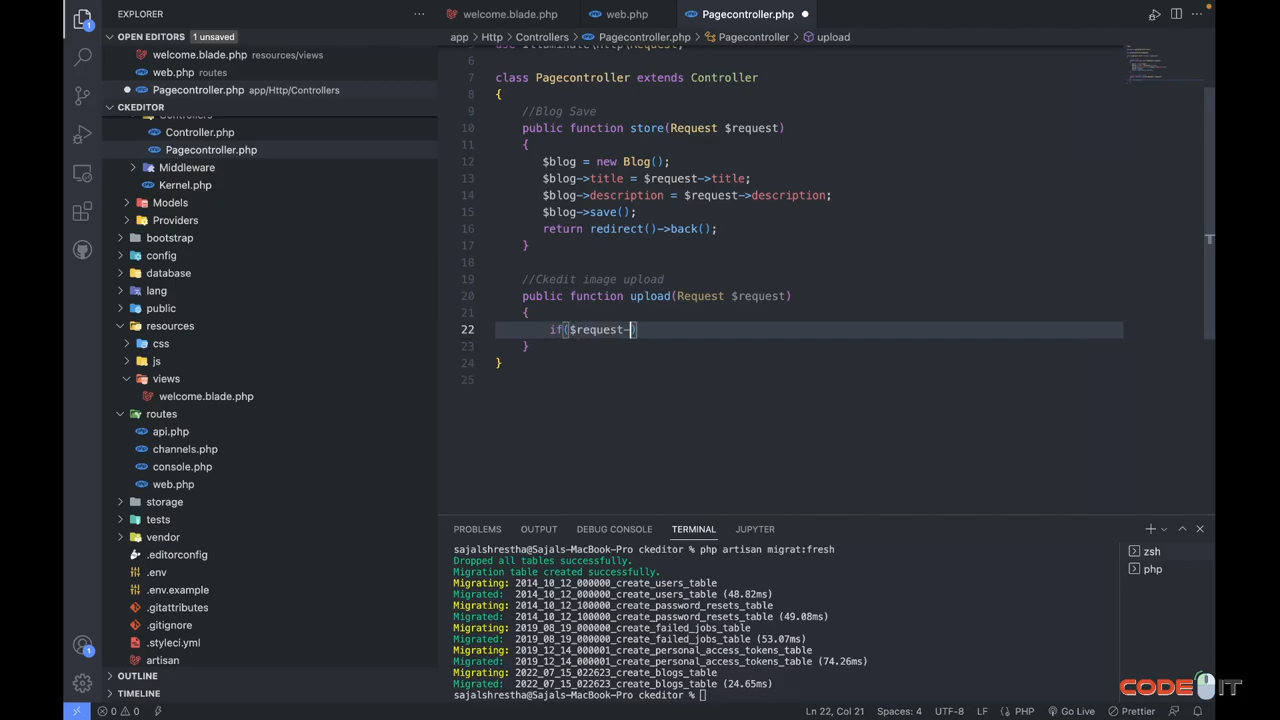 EXPLORER
OPEN EDITORS 1 unsaved
welcome.blade.php resources/views
web.php routes
Pagecontroller.php app/Http/Controllers
CKEDITOR
Controllers
Controller.php
Pagecontroller.php
Middleware
Kernel.php
Models
Providers
bootstrap
config
database
lang
public
resources
css
js
views
welcome.blade.php
routes
api.php
channels.php
console.php
web.php
storage
tests
vendor
.editorconfig
.env
.env.example
.gitattributes
.gitignore
.styleci.yml
artisan
OUTLINE
TIMELINE
welcome.blade.php web.php Pagecontroller.php
app > Http > Controllers > Pagecontroller.php > Pagecontroller > upload
use Illuminate\Http\Request;
6
7 class Pagecontroller extends Controller
8 {
9 //Blog Save
10 public function store(Request $request)
11 {
12 $blog = new Blog();
13 $blog->title = $request->title;
14 $blog->description = $request->description;
15 $blog->save();
16 return redirect()->back();
17 }
18
19 //Ckedit image upload
20 public function upload(Request $request)
21 {
22 if($request-)
23 }
24 }
25
PROBLEMS OUTPUT DEBUG CONSOLE TERMINAL JUPYTER
sajalshrestha@Sajals-MacBook-Pro ckeditor % php artisan migrat:fresh
Dropped all tables successfully.
Migration table created successfully.
Migrating: 2014_10_12_000000_create_users_table
Migrated: 2014_10_12_000000_create_users_table (48.82ms)
Migrating: 2014_10_12_100000_create_password_resets_table
Migrated: 2014_10_12_100000_create_password_resets_table (49.08ms)
Migrating: 2019_08_19_000000_create_failed_jobs_table
Migrated: 2019_08_19_000000_create_failed_jobs_table (53.07ms)
Migrating: 2019_12_14_000001_create_personal_access_tokens_table
Migrated: 2019_12_14_000001_create_personal_access_tokens_table (74.26ms)
Migrating: 2022_07_15_022623_create_blogs_table
Migrated: 2022_07_15_022623_create_blogs_table (24.65ms)
sajalshrestha@Sajals-MacBook-Pro ckeditor %
zsh
php
CODE IT
1
1
0 0 Ln 22, Col 21 Spaces: 4 UTF-8 LF PHP Go Live Prettier